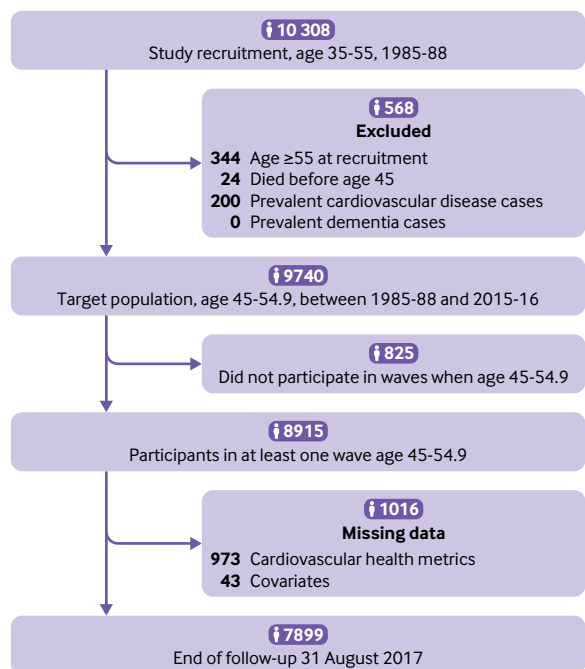 10 308
Study recruitment, age 35-55, 1985-88
568
Excluded
344 Age ≥55 at recruitment
24 Died before age 45
200 Prevalent cardiovascular disease cases
0 Prevalent dementia cases
9740
Target population, age 45-54.9, between 1985-88 and 2015-16
825
Did not participate in waves when age 45-54.9
8915
Participants in at least one wave age 45-54.9
1016
Missing data
973 Cardiovascular health metrics
43 Covariates
7899
End of follow-up 31 August 2017